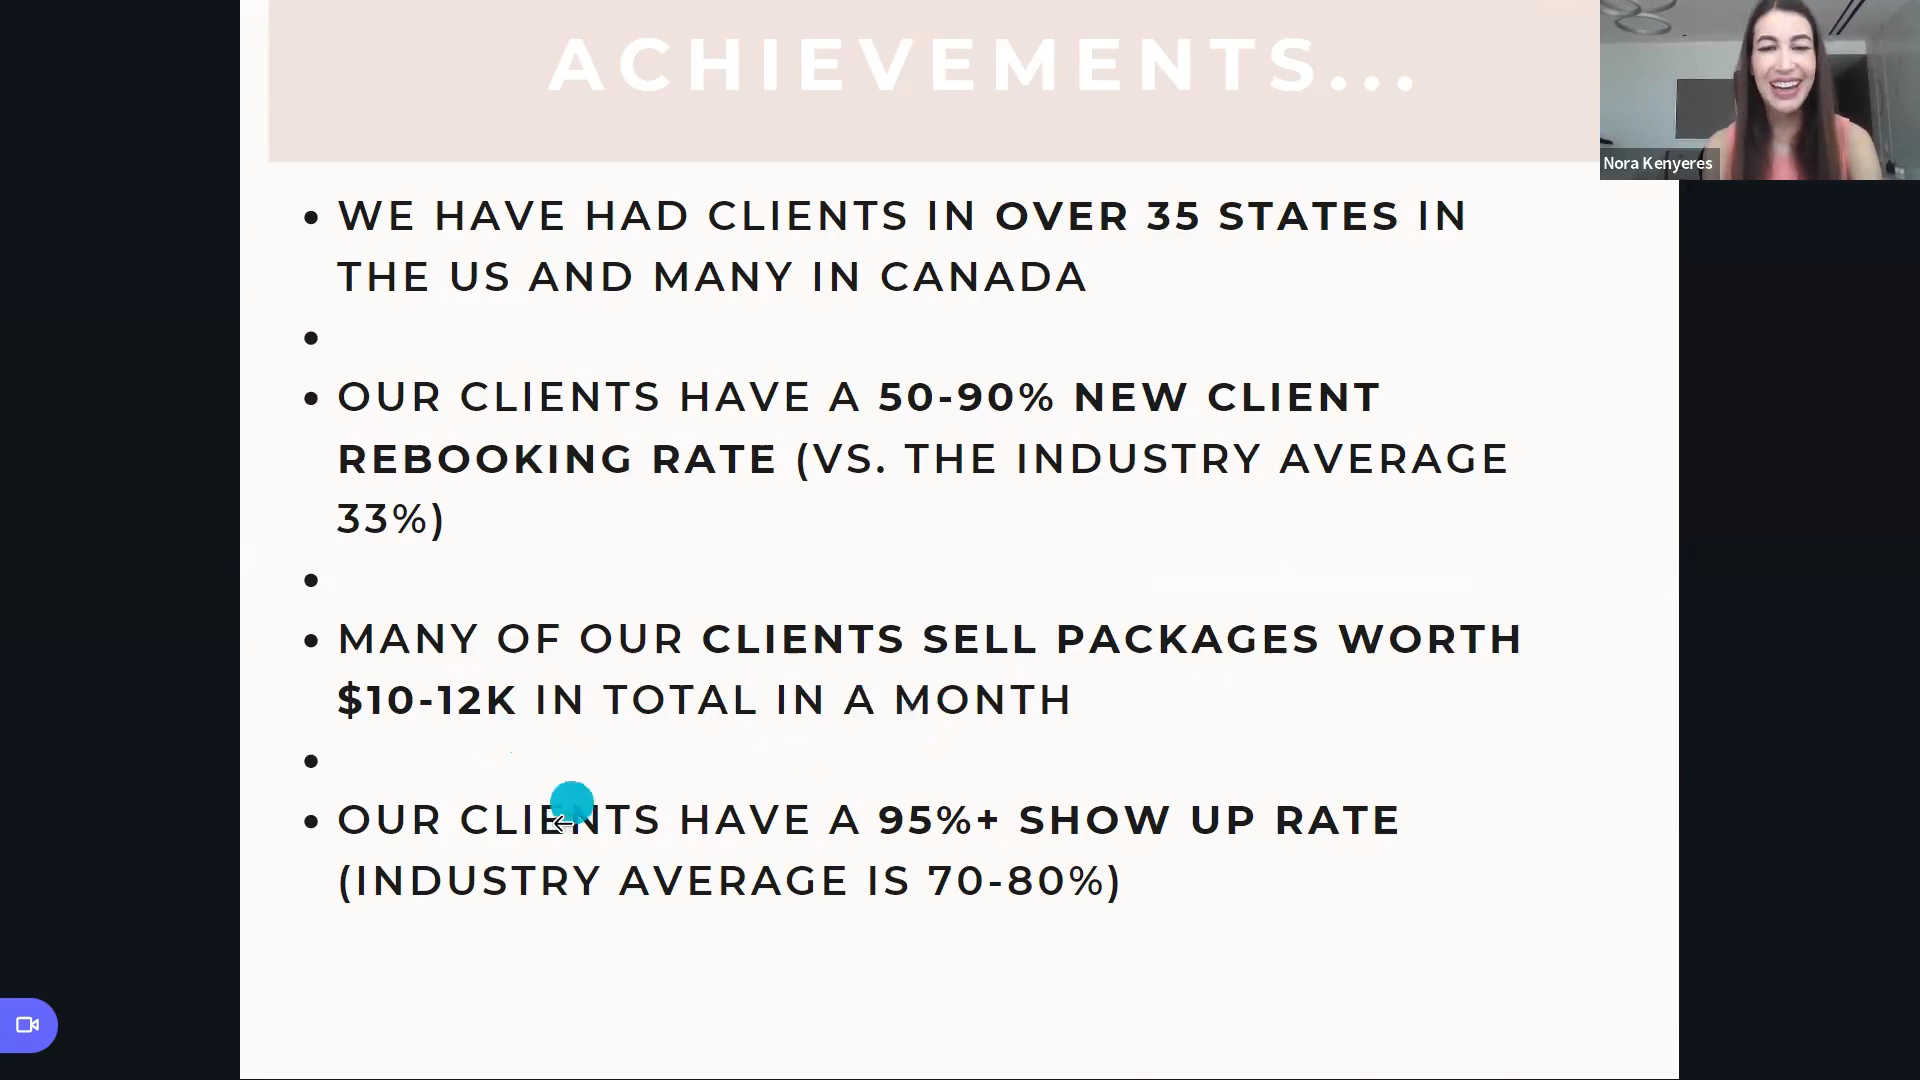 ACHIEVEMENTS...
Nora Kenyeres
• WE HAVE HAD CLIENTS IN OVER 35 STATES IN
THE US AND MANY IN CANADA
•
• OUR CLIENTS HAVE A 50-90% NEW CLIENT
REBOOKING RATE (VS. THE INDUSTRY AVERAGE
33%)
•
• MANY OF OUR CLIENTS SELL PACKAGES WORTH
$10-12K IN TOTAL IN A MONTH
•
• OUR CLIENTS HAVE A 95%+ SHOW UP RATE
(INDUSTRY AVERAGE IS 70-80%)